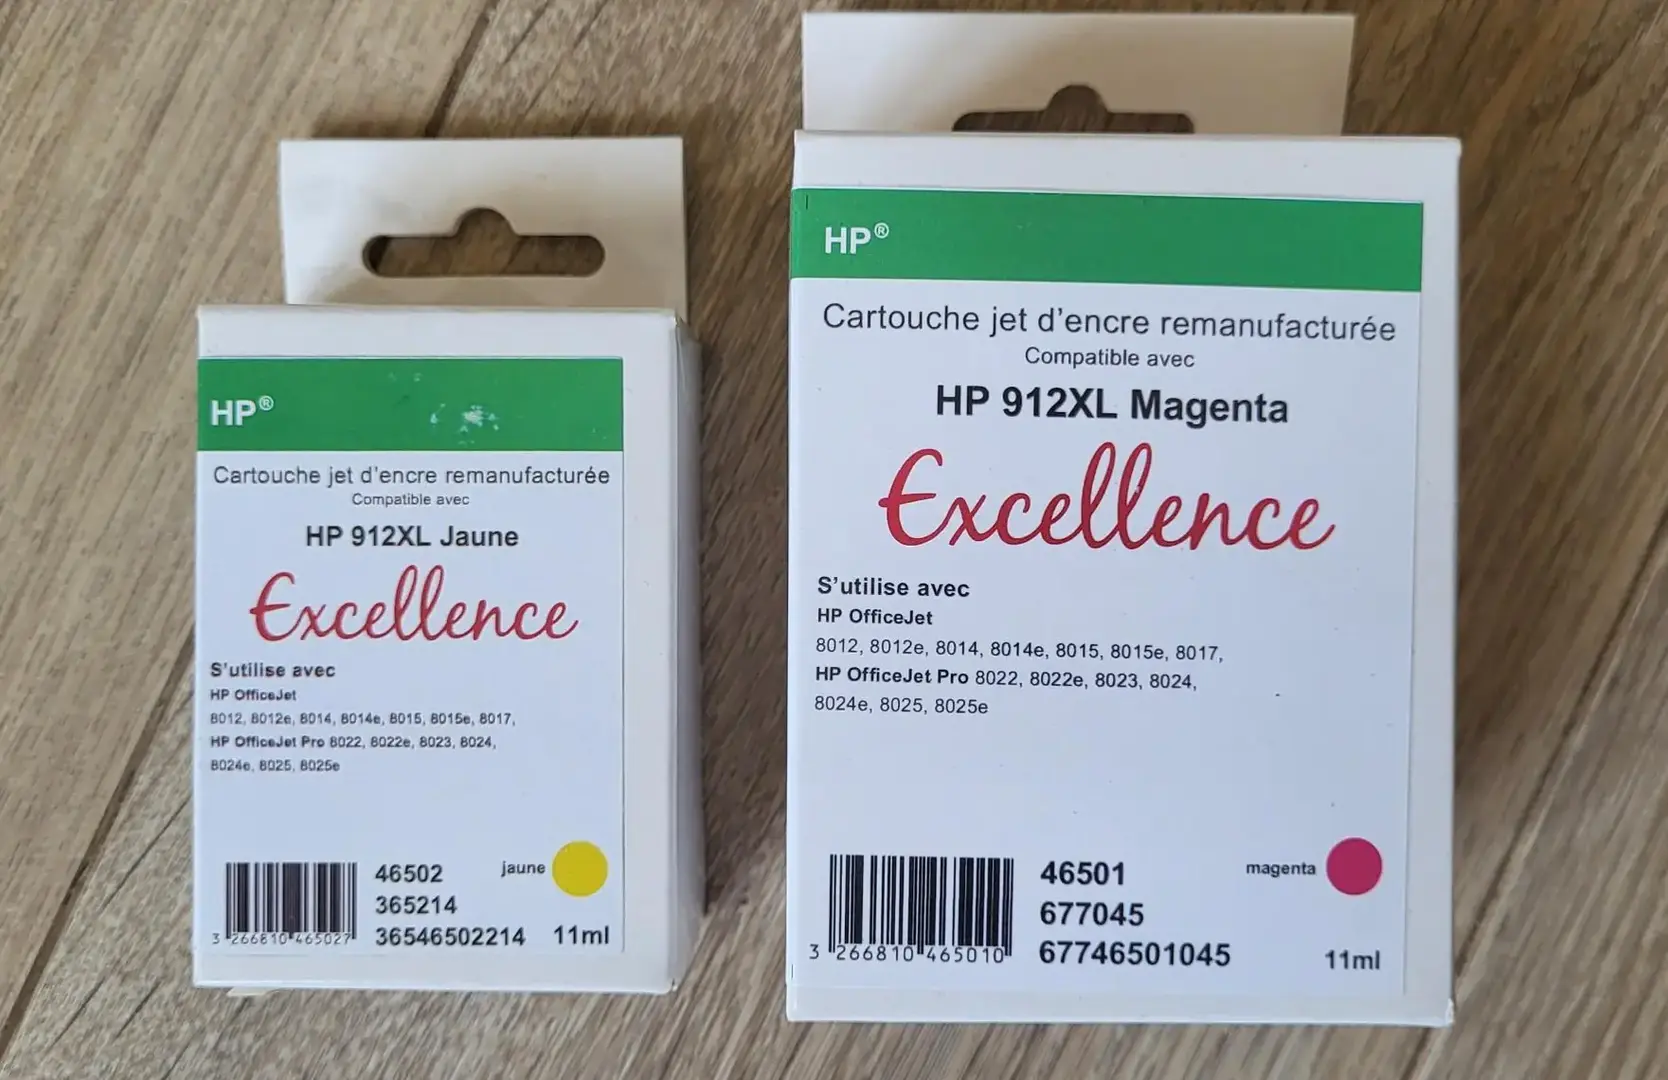 HP®
Cartouche jet d'encre remanufacturée
Compatible avec
HP 912XL Jaune
Excellence
S'utilise avec
HP OfficeJet
8012, 8012e, 8014, 8014e, 8015, 8015e, 8017,
HP OfficeJet Pro 8022, 8022e, 8023, 8024,
8024e, 8025, 8025e
46502
365214
36546502214
jaune
11ml
3 266810 465027
HP®
Cartouche jet d'encre remanufacturée
Compatible avec
HP 912XL Magenta
Excellence
S'utilise avec
HP OfficeJet
8012, 8012e, 8014, 8014e, 8015, 8015e, 8017,
HP OfficeJet Pro 8022, 8022e, 8023, 8024,
8024e, 8025, 8025e
46501
677045
67746501045
magenta
11ml
3 266810 465010